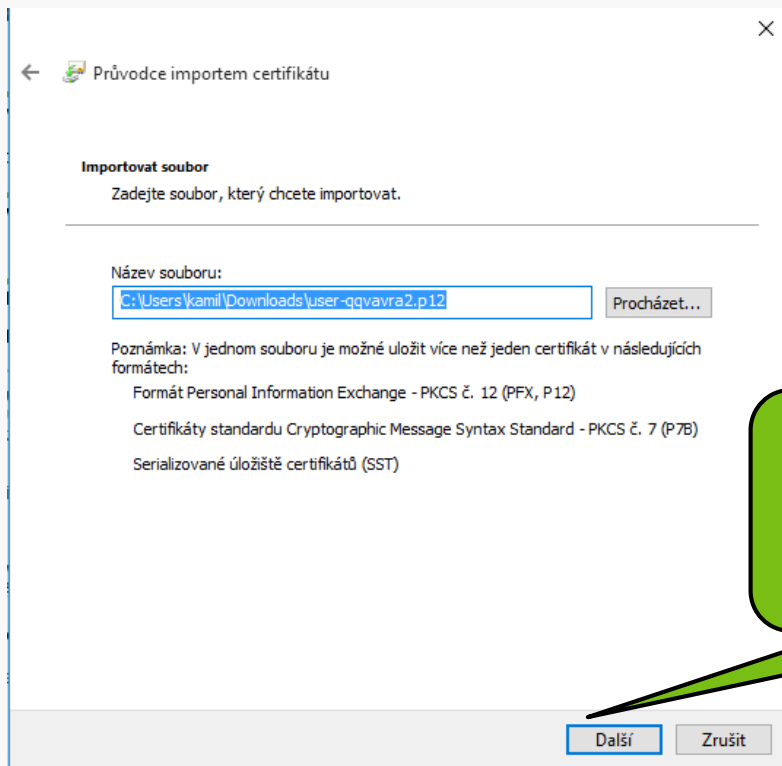 Průvodce importem certifikátu
Importovat soubor
Zadejte soubor, který chcete importovat.
Název souboru:
C:\Users\kamil\Downloads\user-qqvavra2.p12
Procházet...
Poznámka: V jednom souboru je možné uložit více než jeden certifikát v následujících
formátech:
Formát Personal Information Exchange - PKCS č. 12 (PFX, P12)
Certifikáty standardu Cryptographic Message Syntax Standard - PKCS č. 7 (P7B)
Serializované úložiště certifikátů (SST)
Další
Zrušit